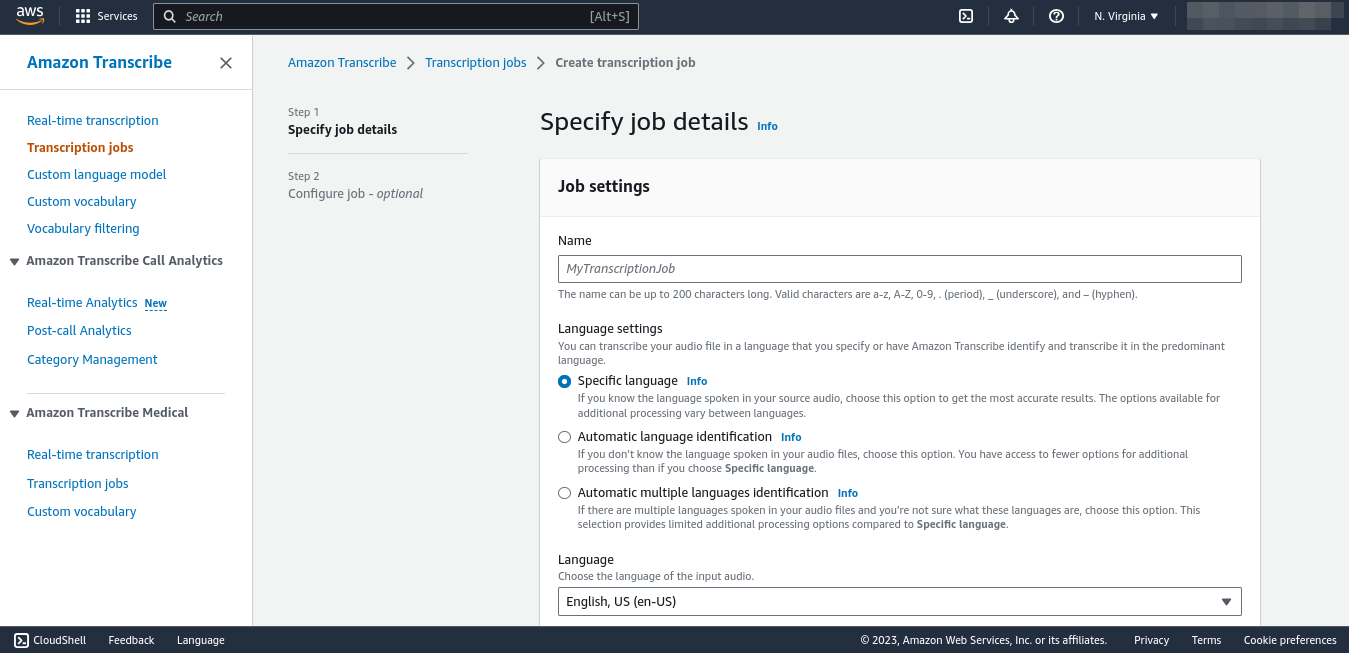 aws
Services
Search
[Alt+S]
N. Virginia
Amazon Transcribe
Real-time transcription
Transcription jobs
Custom language model
Custom vocabulary
Vocabulary filtering
Amazon Transcribe Call Analytics
Real-time Analytics New
Post-call Analytics
Category Management
Amazon Transcribe Medical
Real-time transcription
Transcription jobs
Custom vocabulary
Amazon Transcribe > Transcription jobs > Create transcription job
Step 1
Specify job details
Step 2
Configure job - optional
Specify job details Info
Job settings
Name
MyTranscriptionJob
The name can be up to 200 characters long. Valid characters are a-z, A-Z, 0-9, . (period), _ (underscore), and – (hyphen).
Language settings
You can transcribe your audio file in a language that you specify or have Amazon Transcribe identify and transcribe it in the predominant
language.
Specific language Info
If you know the language spoken in your source audio, choose this option to get the most accurate results. The options available for
additional processing vary between languages.
Automatic language identification Info
If you don't know the language spoken in your audio files, choose this option. You have access to fewer options for additional
processing than if you choose Specific language.
Automatic multiple languages identification Info
If there are multiple languages spoken in your audio files and you're not sure what these languages are, choose this option. This
selection provides limited additional processing options compared to Specific language.
Language
Choose the language of the input audio.
English, US (en-US)
CloudShell
Feedback
Language
© 2023, Amazon Web Services, Inc. or its affiliates.
Privacy
Terms
Cookie preferences